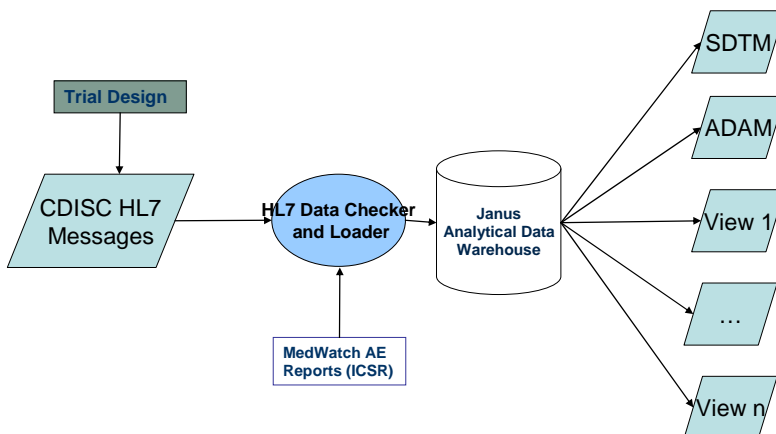 SDTM
Trial Design
ADAM
CDISC HL7
Messages
HL7 Data Checker
and Loader
Janus
Analytical Data
Warehouse
View 1
...
MedWatch AE
Reports (ICSR)
View n